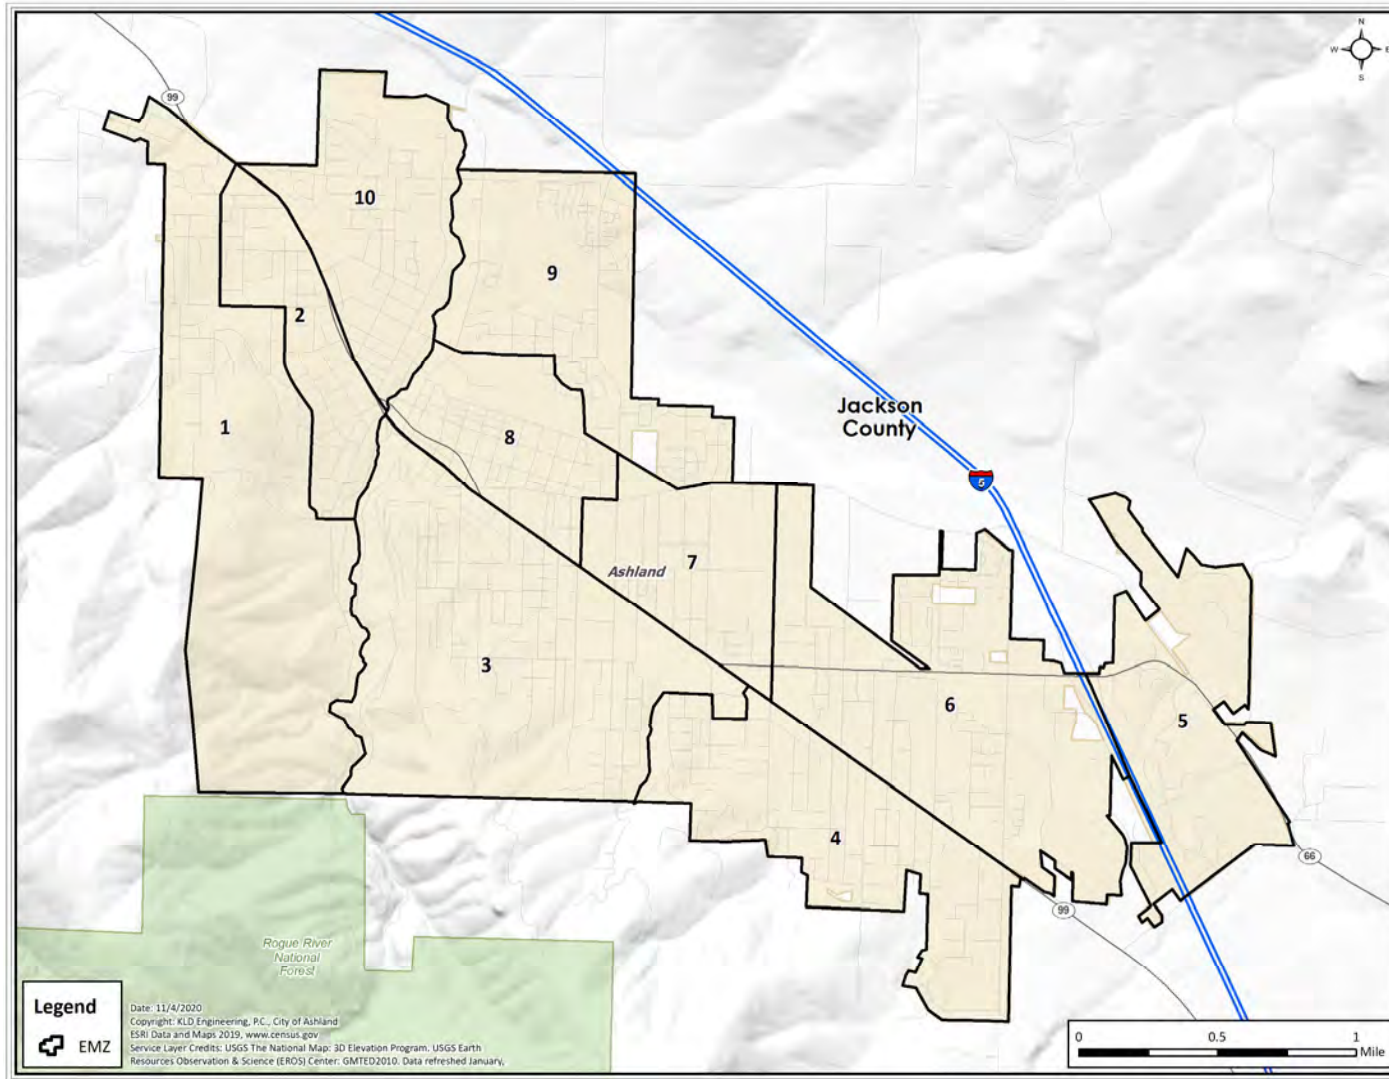 N
W E
S
99
10
9
2
Jackson
County
1
8
5
7
Ashland
3
6
5
4
66
99
Rogue River
National
Forest
Legend
EMZ
Date: 11/4/2020
Copyright: KLD Engineering, P.C., City of Ashland
ESRI Data and Maps 2019, www.census.gov
Service Layer Credits: USGS The National Map: 3D Elevation Program. USGS Earth
Resources Observation & Science (EROS) Center: GMTED2010. Data refreshed January,
0 0.5 1
Mile